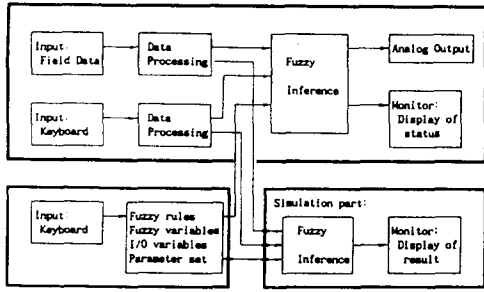 Input:
Field Data
Data
Processing
Fuzzy
Inference
Analog Output
Input:
Keyboard
Data
Processing
Monitor:
Display of
status
Input:
Keyboard
Fuzzy rules
Fuzzy variables
I/O variables
Parameter set
Simulation part:
Fuzzy
Inference
Monitor:
Display of
result